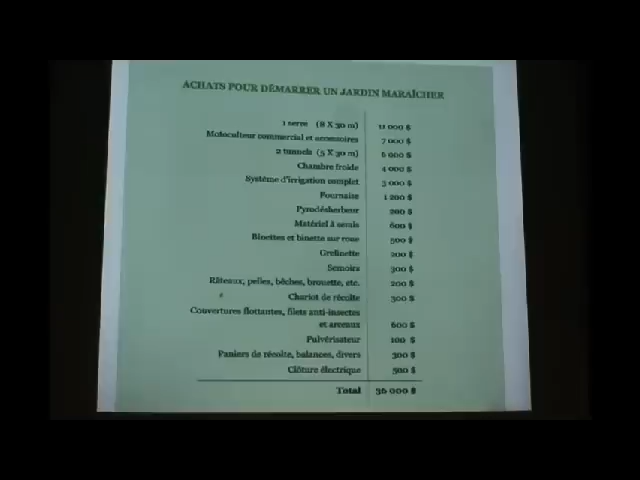 ACHATS POUR DÉMARRER UN JARDIN MARAÎCHER
1 serre (8 X 30 m) 11 000 $
Motoculteur commercial et accessoires 7 000 $
2 tunnels (5 X 30 m) 6 000 $
Chambre froide 4 000 $
Système d'irrigation complet 3 000 $
Fournaise 1 200 $
Pyrodésherbeur 200 $
Matériel à semis 600 $
Binettes et binette sur roue 500 $
Grelinette 200 $
Semoirs 300 $
Râteaux, pelles, bêches, brouette, etc. 200 $
Chariot de récolte 300 $
Couvertures flottantes, filets anti-insectes
et arceaux 600 $
Pulvérisateur 100 $
Paniers de récolte, balances, divers 300 $
Clôture électrique 500 $
Total 36 000 $